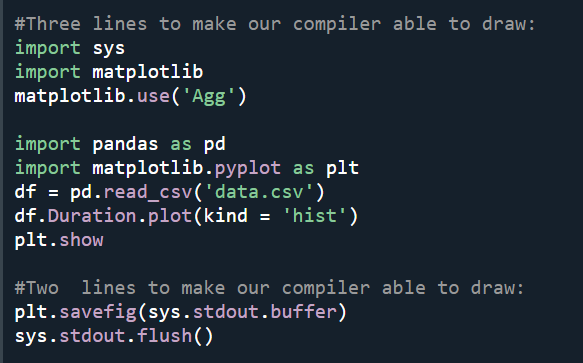 #Three lines to make our compiler able to draw:
import sys
import matplotlib
matplotlib.use('Agg')
import pandas as pd
import matplotlib.pyplot as plt
df = pd.read_csv('data.csv')
df.Duration.plot(kind = 'hist')
plt.show
#Two  lines to make our compiler able to draw:
plt.savefig(sys.stdout.buffer)
sys.stdout.flush()